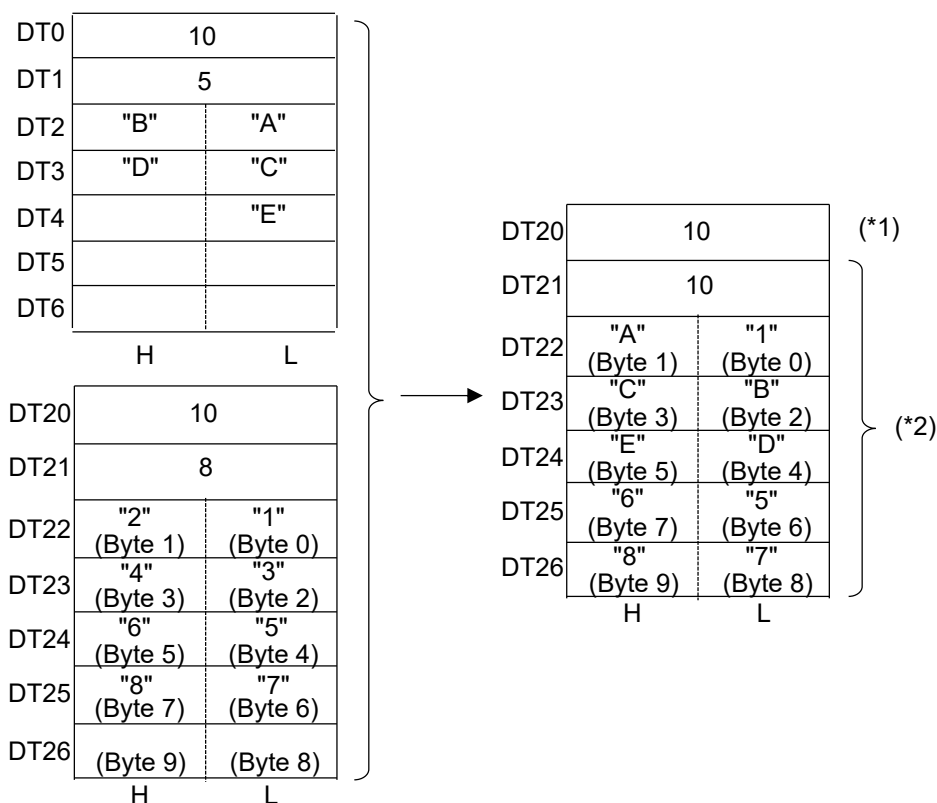 DT0 10
DT1 5
DT2 "B" "A"
DT3 "D" "C"
DT4 "E"
DT5
DT6
H L
DT20 10
DT21 8
DT22 "2" (Byte 1) "1" (Byte 0)
DT23 "4" (Byte 3) "3" (Byte 2)
DT24 "6" (Byte 5) "5" (Byte 4)
DT25 "8" (Byte 7) "7" (Byte 6)
DT26 (Byte 9) (Byte 8)
H L
DT20 10 (*1)
DT21 10
DT22 "A" (Byte 1) "1" (Byte 0)
DT23 "C" (Byte 3) "B" (Byte 2)
DT24 "E" (Byte 5) "D" (Byte 4)
DT25 "6" (Byte 7) "5" (Byte 6)
DT26 "8" (Byte 9) "7" (Byte 8)
H L
(*2)